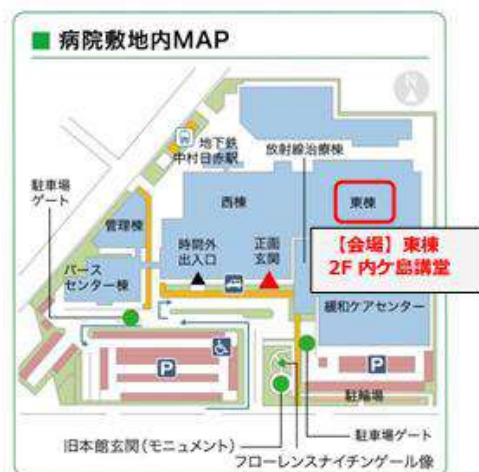 病院敷地内MAP
N
地下鉄
中村日赤駅
放射線治療棟
駐車場
ゲート
西棟
東棟
管理棟
時間外
出入口
正面
玄関
【会場】東棟
2F 内ケ島講堂
バース
センター棟
緩和ケアセンター
P
P
駐輪場
駐車場ゲート
旧本館玄関(モニュメント)
フローレンスナイチンゲール像